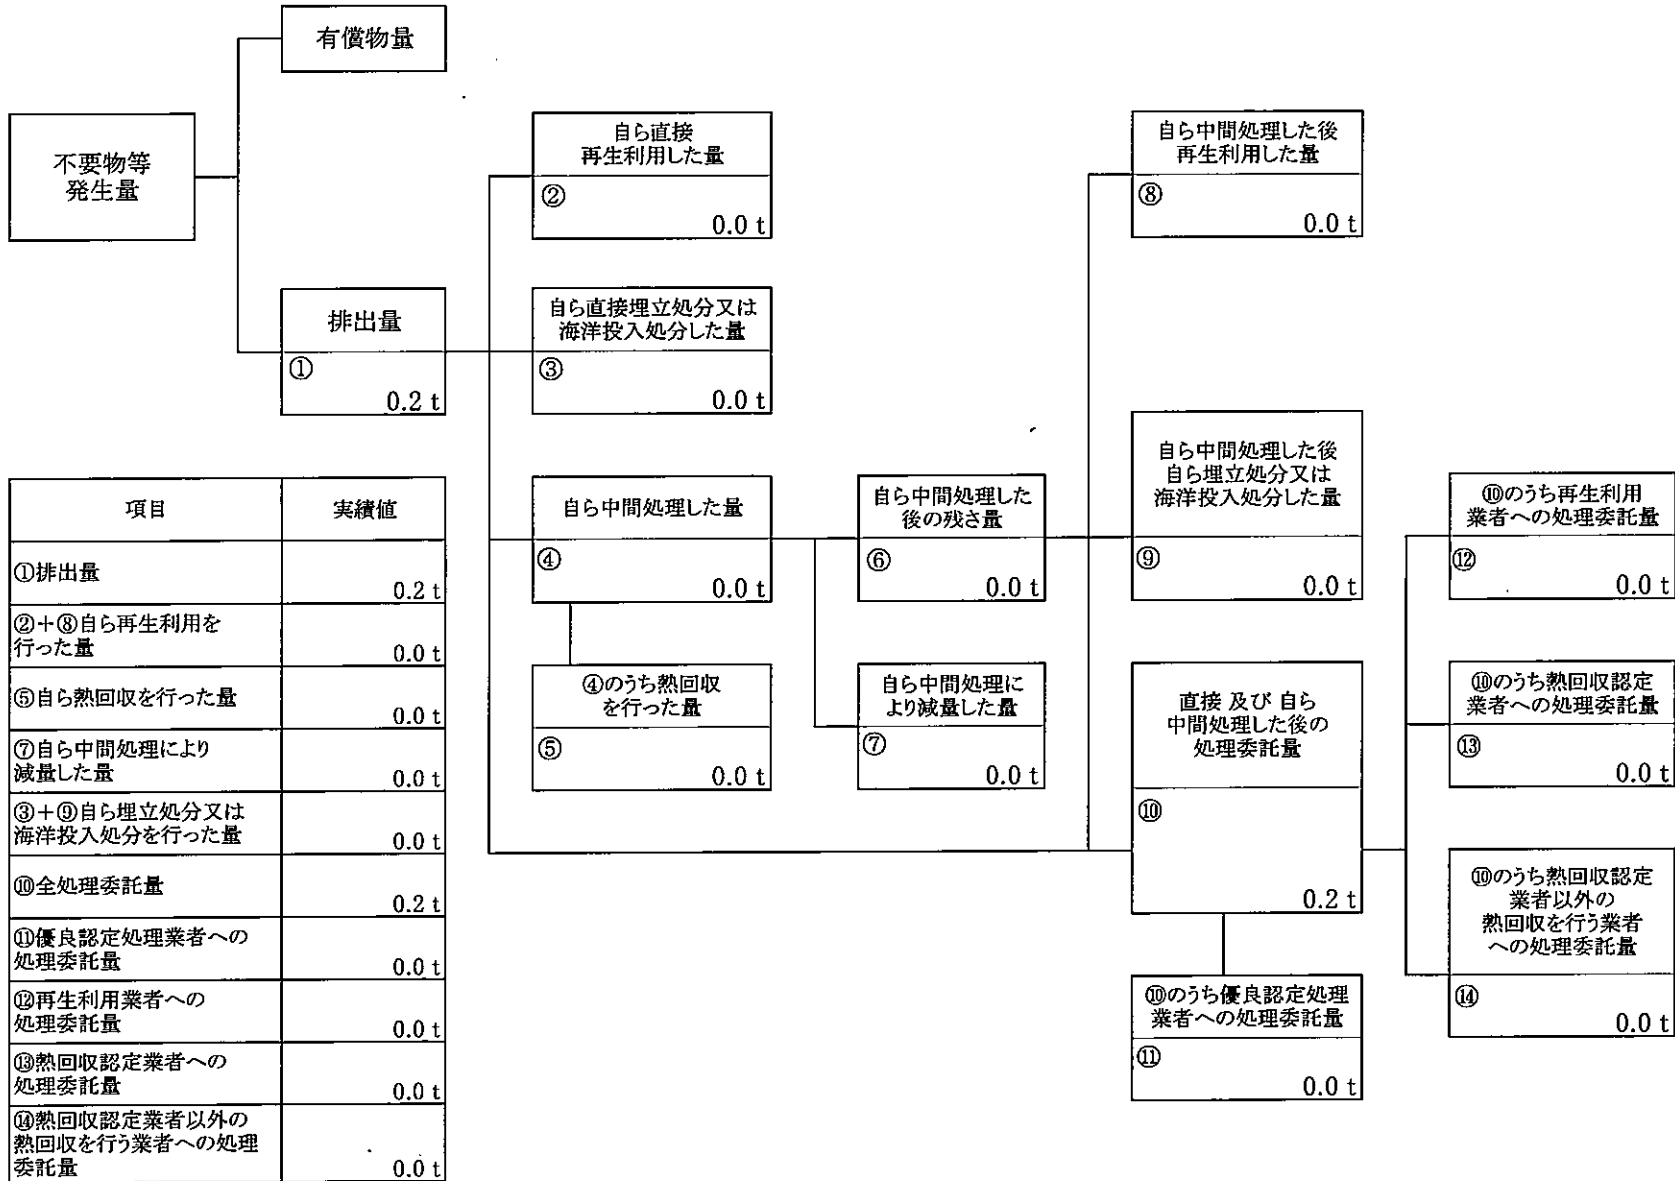 有償物量
不要物等
発生量
自ら直接
再生利用した量
②
0.0 t
自ら中間処理した後
再生利用した量
⑧
0.0 t
排出量
①
0.2 t
自ら直接埋立処分又は
海洋投入処分した量
③
0.0 t
自ら中間処理した量
④
0.0 t
自ら中間処理した
後の残さ量
⑥
0.0 t
自ら中間処理した後
自ら埋立処分又は
海洋投入処分した量
⑨
0.0 t
⑩のうち再生利用
業者への処理委託量
⑫
0.0 t
④のうち熱回収
を行った量
⑤
0.0 t
自ら中間処理に
より減量した量
⑦
0.0 t
直接 及び 自ら
中間処理した後の
処理委託量
⑩
0.2 t
⑩のうち熱回収認定
業者への処理委託量
⑬
0.0 t
⑩のうち熱回収認定
業者以外の
熱回収を行う業者
への処理委託量
⑭
0.0 t
⑩のうち優良認定処理
業者への処理委託量
⑪
0.0 t
項目 実績値
①排出量
0.2 t
②+⑧自ら再生利用を
行った量
0.0 t
⑤自ら熱回収を行った量
0.0 t
⑦自ら中間処理により
減量した量
0.0 t
③+⑨自ら埋立処分又は
海洋投入処分を行った量
0.0 t
⑩全処理委託量
0.2 t
⑪優良認定処理業者への
処理委託量
0.0 t
⑫再生利用業者への
処理委託量
0.0 t
⑬熱回収認定業者への
処理委託量
0.0 t
⑭熱回収認定業者以外の
熱回収を行う業者への処理
委託量
0.0 t